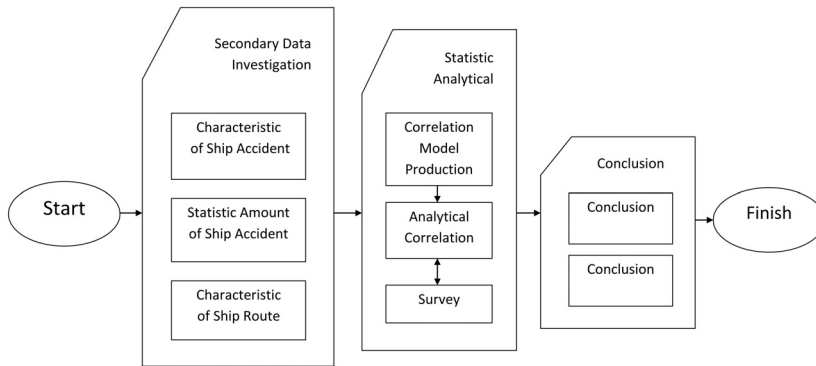 Start
Secondary Data
Investigation
Characteristic
of Ship Accident
Statistic Amount
of Ship Accident
Characteristic
of Ship Route
Statistic
Analytical
Correlation
Model
Production
Analytical
Correlation
Survey
Conclusion
Conclusion
Conclusion
Finish